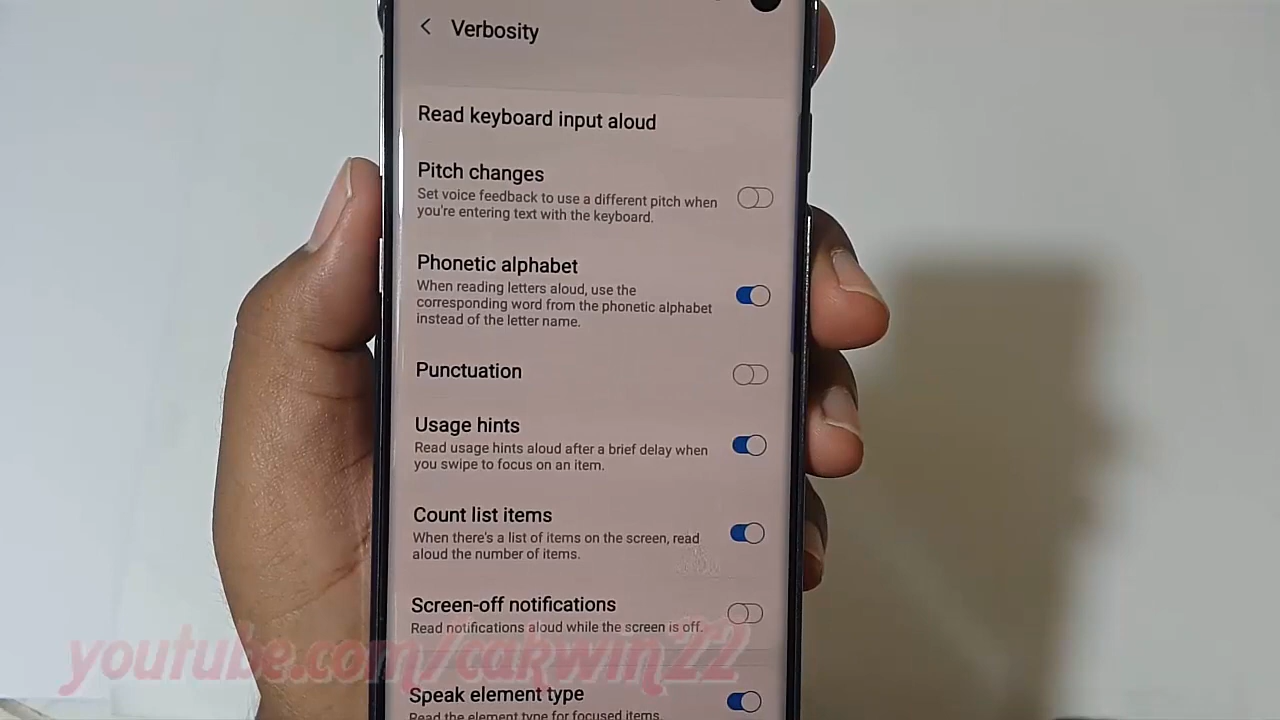 Verbosity
Read keyboard input aloud
Pitch changes
Set voice feedback to use a different pitch when
you're entering text with the keyboard.
Phonetic alphabet
When reading letters aloud, use the
corresponding word from the phonetic alphabet
instead of the letter name.
Punctuation
Usage hints
Read usage hints aloud after a brief delay when
you swipe to focus on an item.
Count list items
When there's a list of items on the screen, read
aloud the number of items.
Screen-off notifications
Read notifications aloud while the screen is off.
youtube.com/cakwin22
Speak element type
Read the element type for focused items.